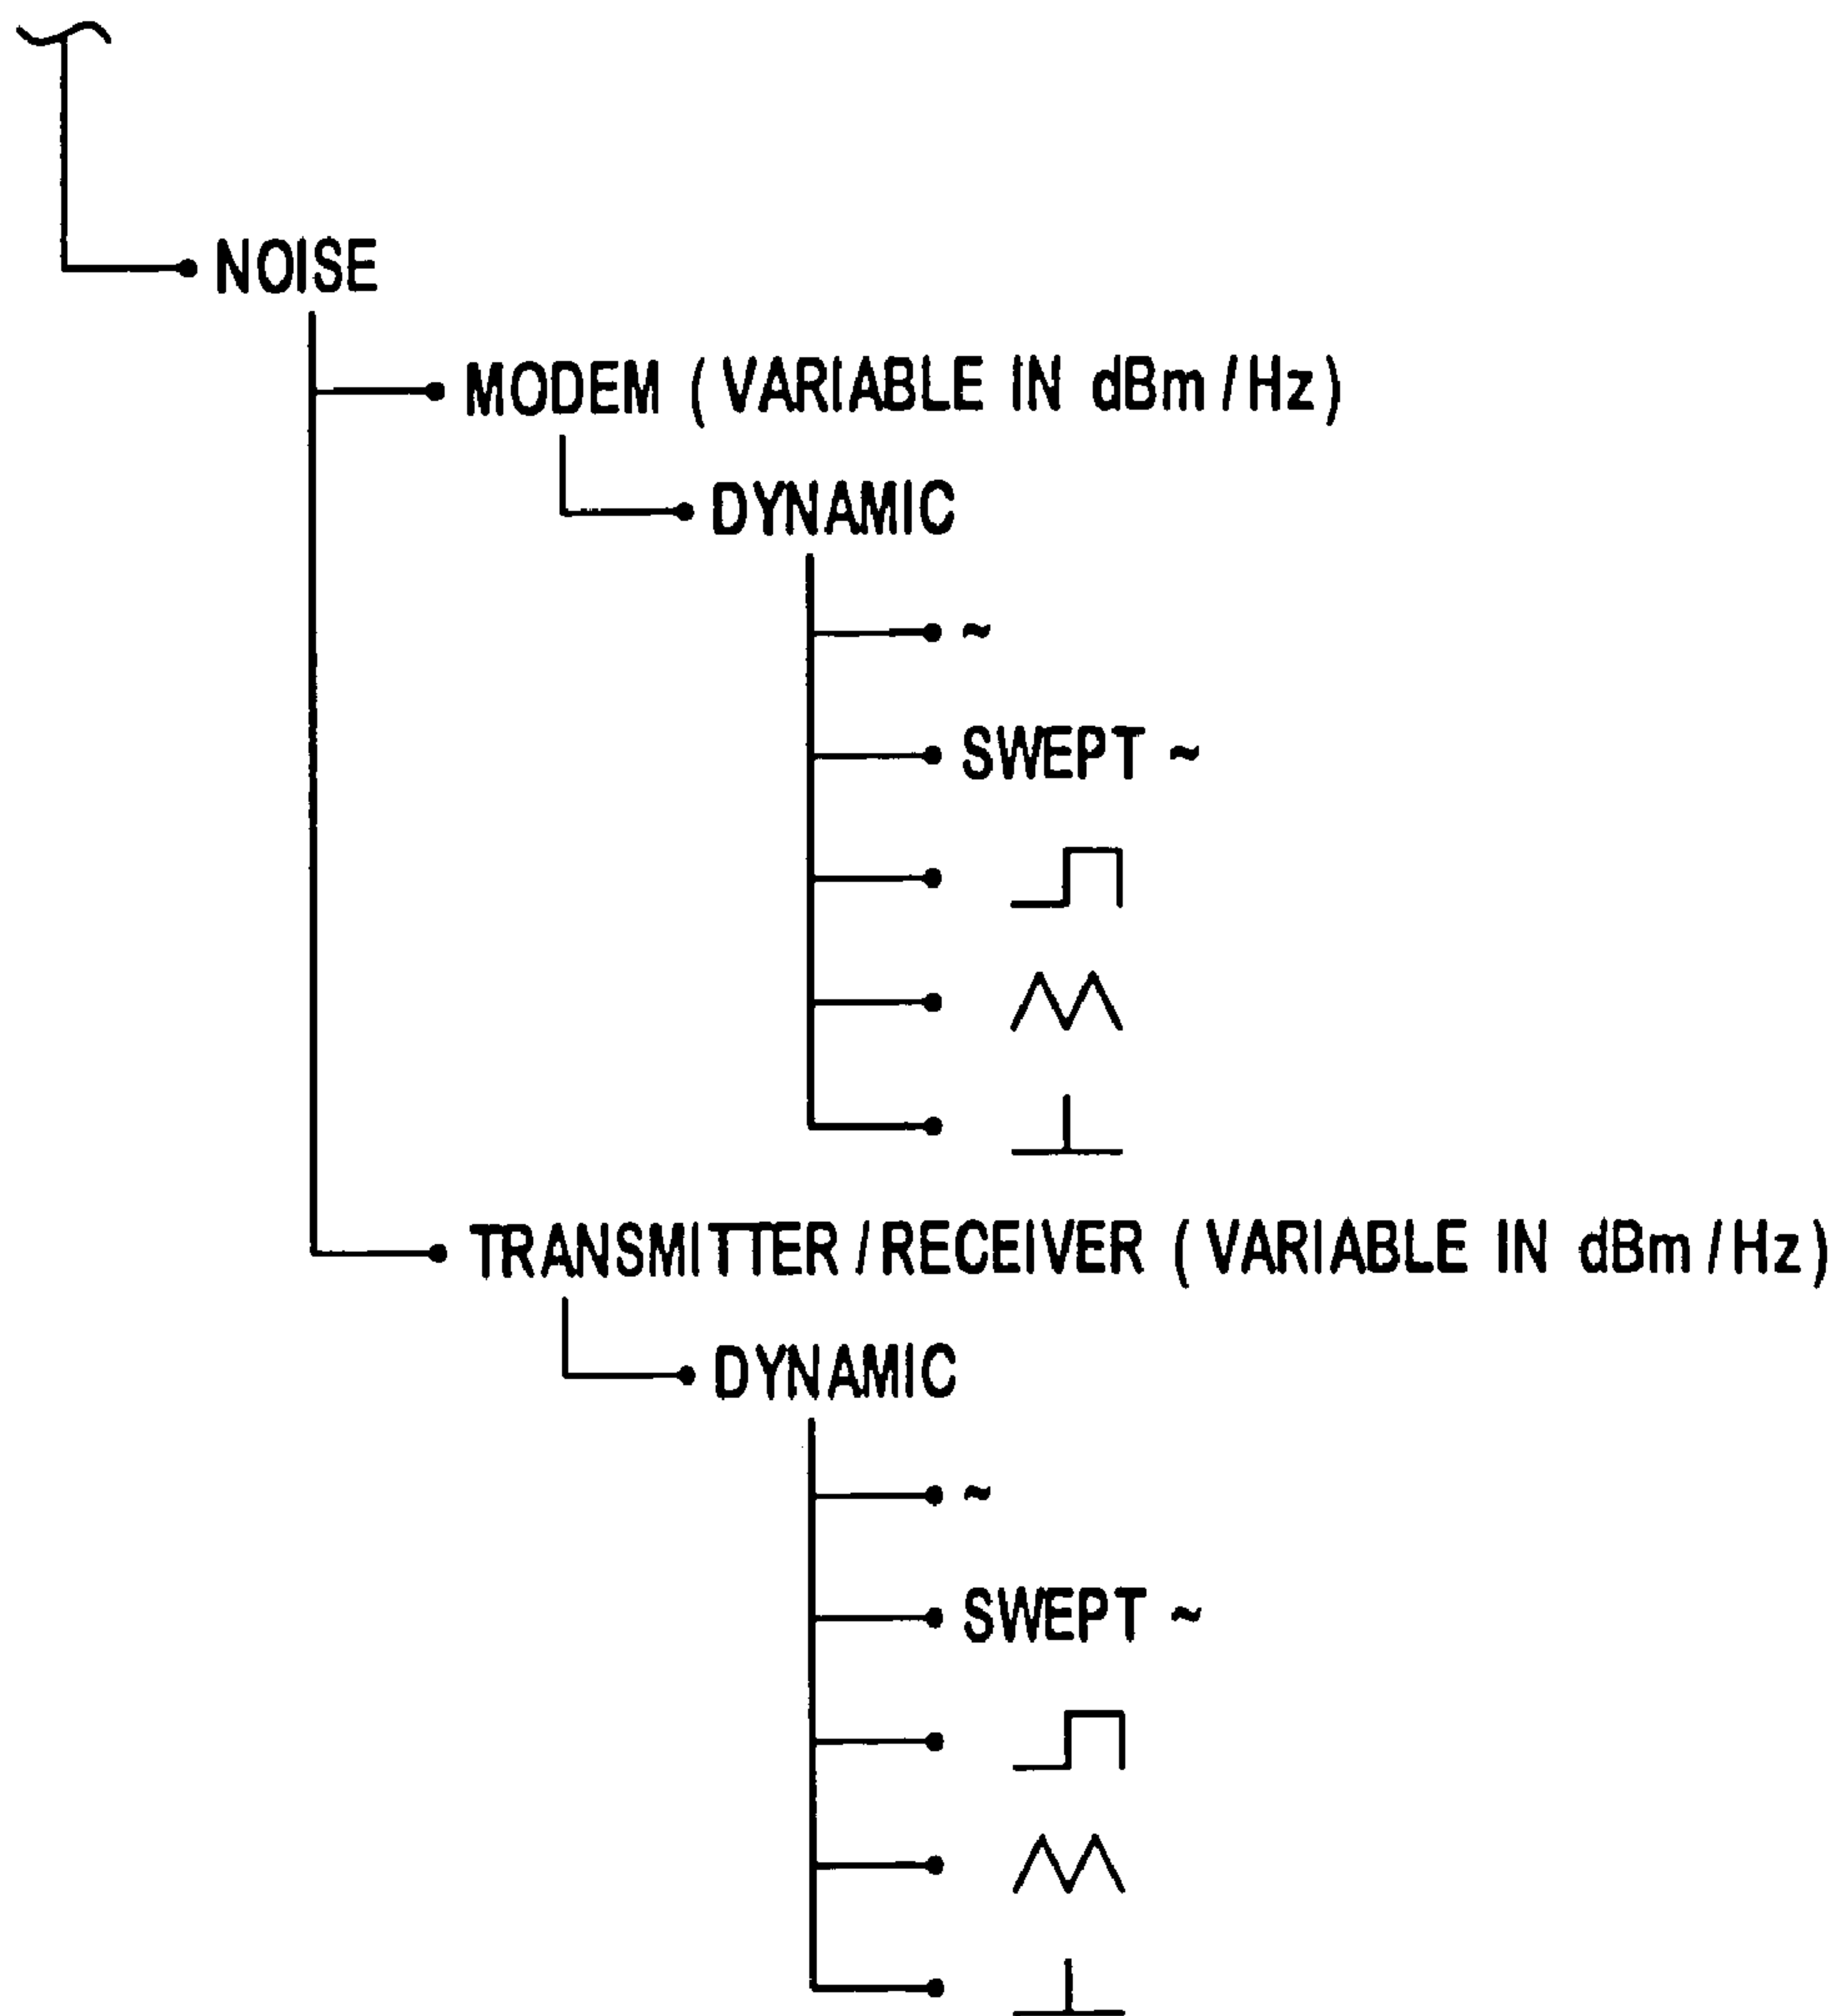 NOISE
MODEM (VARIABLE IN dBm/Hz)
DYNAMIC
~
SWEPT ~
TRANSMITTER/RECEIVER (VARIABLE IN dBm/Hz)
DYNAMIC
~
SWEPT ~